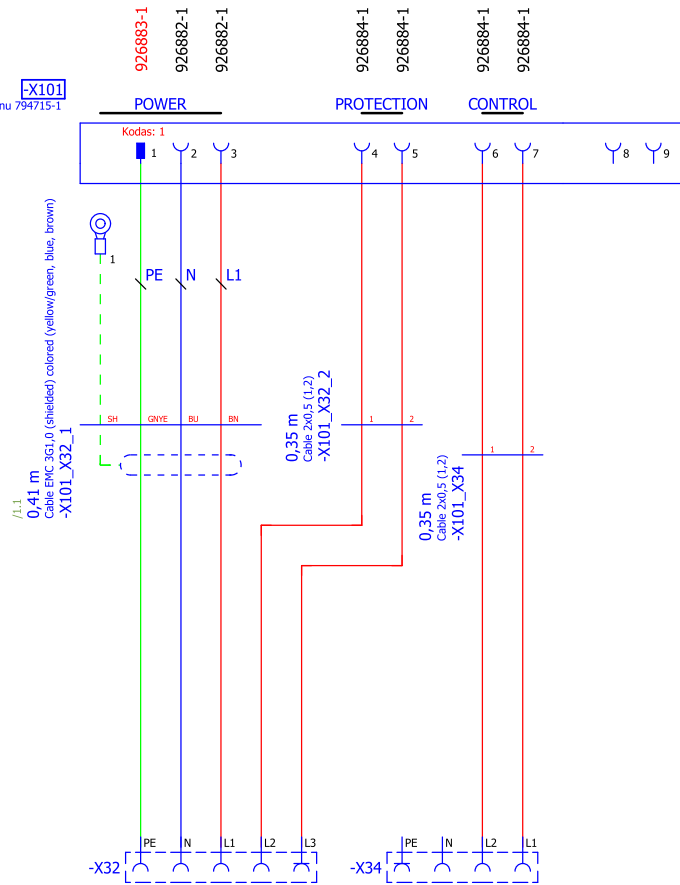 926883-1
926882-1
926882-1
926884-1
926884-1
926884-1
926884-1
-X101
nu 794715-1
POWER
PROTECTION
CONTROL
Kodas: 1
1
2
3
4
5
6
7
8
9
1
PE
N
L1
/1.1
0,41 m
Cable EMC 3G1,0 (shielded) colored (yellow/green, blue, brown)
-X101_X32_1
SH
GNYE
BU
BN
0,35 m
Cable 2x0,5 (1,2)
-X101_X32_2
1
2
0,35 m
Cable 2x0,5 (1,2)
-X101_X34
1
2
-X32
PE
N
L1
L2
L3
-X34
PE
N
L2
L1